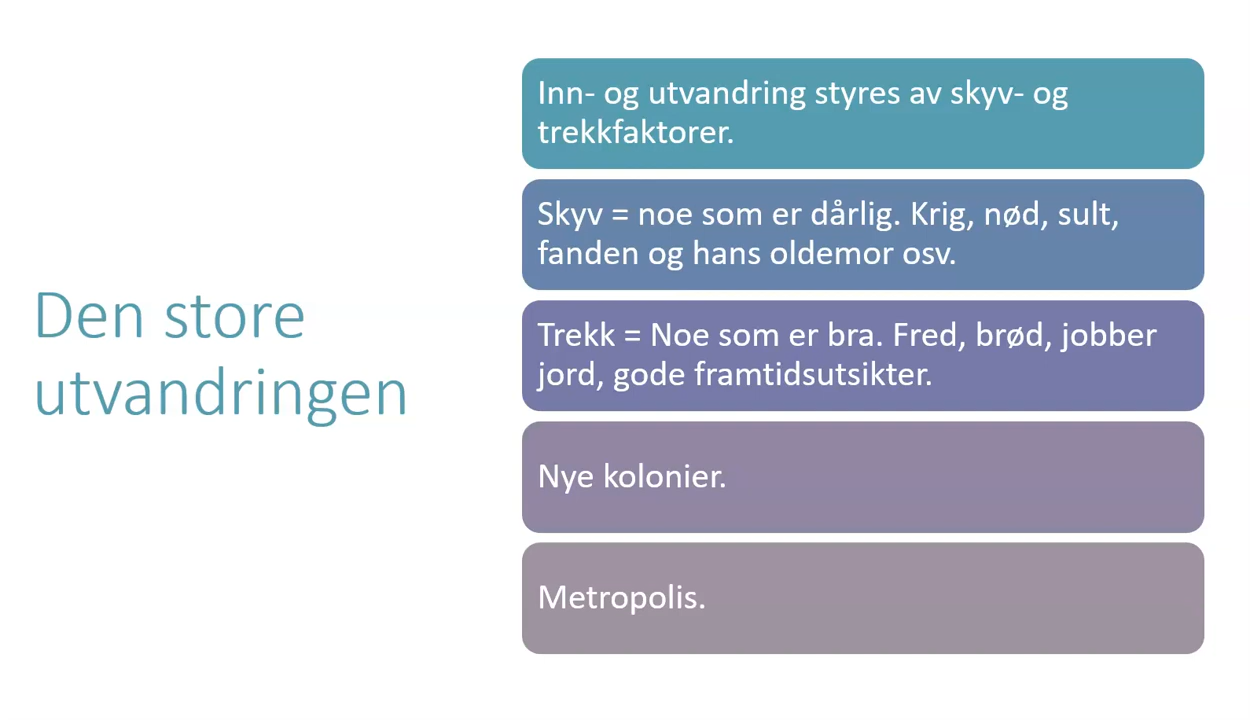 Den store
utvandringen
Inn- og utvandring styres av skyv- og
trekkfaktorer.
Skyv = noe som er dårlig. Krig, nød, sult,
fanden og hans oldemor osv.
Trekk = Noe som er bra. Fred, brød, jobber
jord, gode framtidsutsikter.
Nye kolonier.
Metropolis.